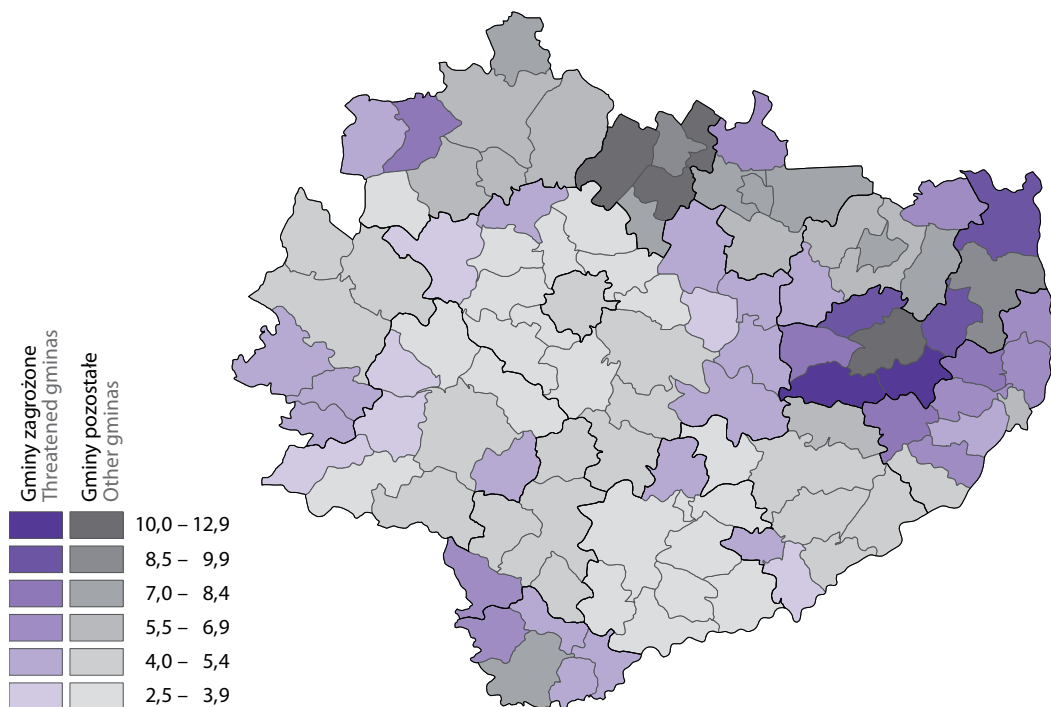 Gminy zagrożone
Threatened gminas
Gminy pozostałe
Other gminas
10,0 – 12,9
8,5 – 9,9
7,0 – 8,4
5,5 – 6,9
4,0 – 5,4
2,5 – 3,9